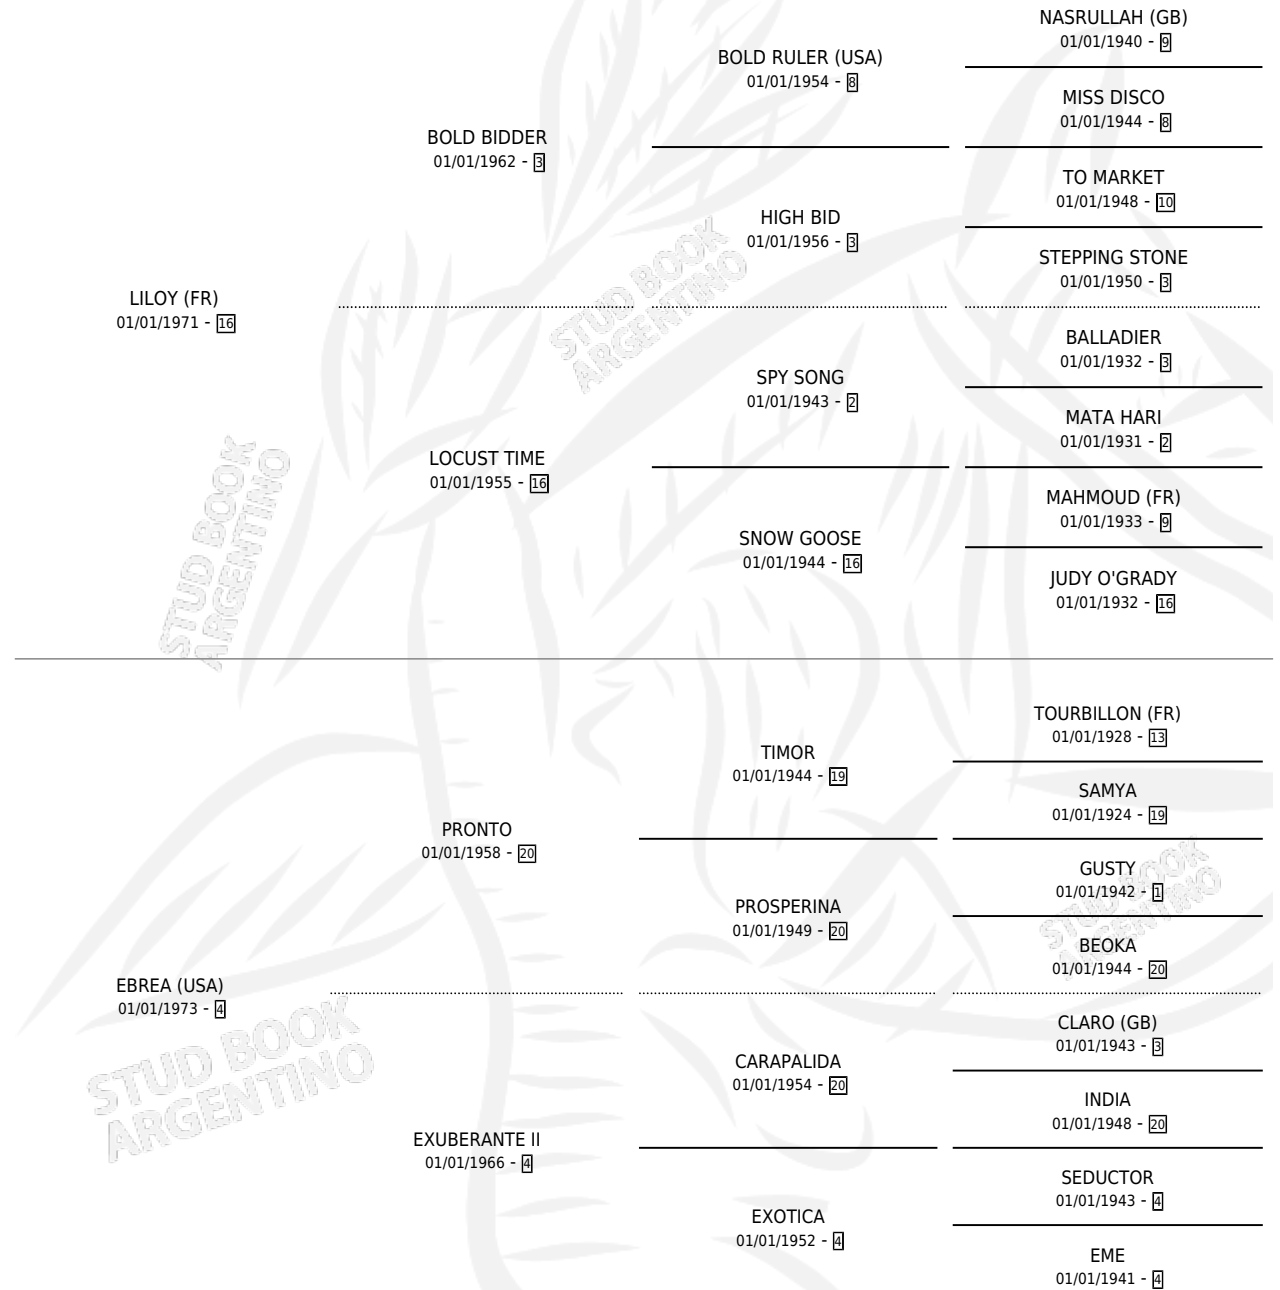 NASRULLAH (GB)
01/01/1940 - 9
BOLD RULER (USA)
01/01/1954 - 8
MISS DISCO
01/01/1944 - 8
BOLD BIDDER
01/01/1962 - 3
TO MARKET
01/01/1948 - 10
HIGH BID
01/01/1956 - 3
STEPPING STONE
01/01/1950 - 3
LILOY (FR)
01/01/1971 - 16
BALLADIER
01/01/1932 - 3
SPY SONG
01/01/1943 - 2
MATA HARI
01/01/1931 - 2
LOCUST TIME
01/01/1955 - 16
MAHMOUD (FR)
01/01/1933 - 9
SNOW GOOSE
01/01/1944 - 16
JUDY O'GRADY
01/01/1932 - 16
TOURBILLON (FR)
01/01/1928 - 13
TIMOR
01/01/1944 - 19
SAMYA
01/01/1924 - 19
PRONTO
01/01/1958 - 20
GUSTY
01/01/1942 - 1
PROSPERINA
01/01/1949 - 20
BEOKA
01/01/1944 - 20
EBREA (USA)
01/01/1973 - 4
CLARO (GB)
01/01/1943 - 3
CARAPALIDA
01/01/1954 - 20
INDIA
01/01/1948 - 20
EXUBERANTE II
01/01/1966 - 4
SEDUCTOR
01/01/1943 - 4
EXOTICA
01/01/1952 - 4
EME
01/01/1941 - 4
STUD BOOK
ARGENTINO
STUD BOOK
ARGENTINO
STUD BOOK
ARGENTINO
STUD BOOK
ARGENTINO